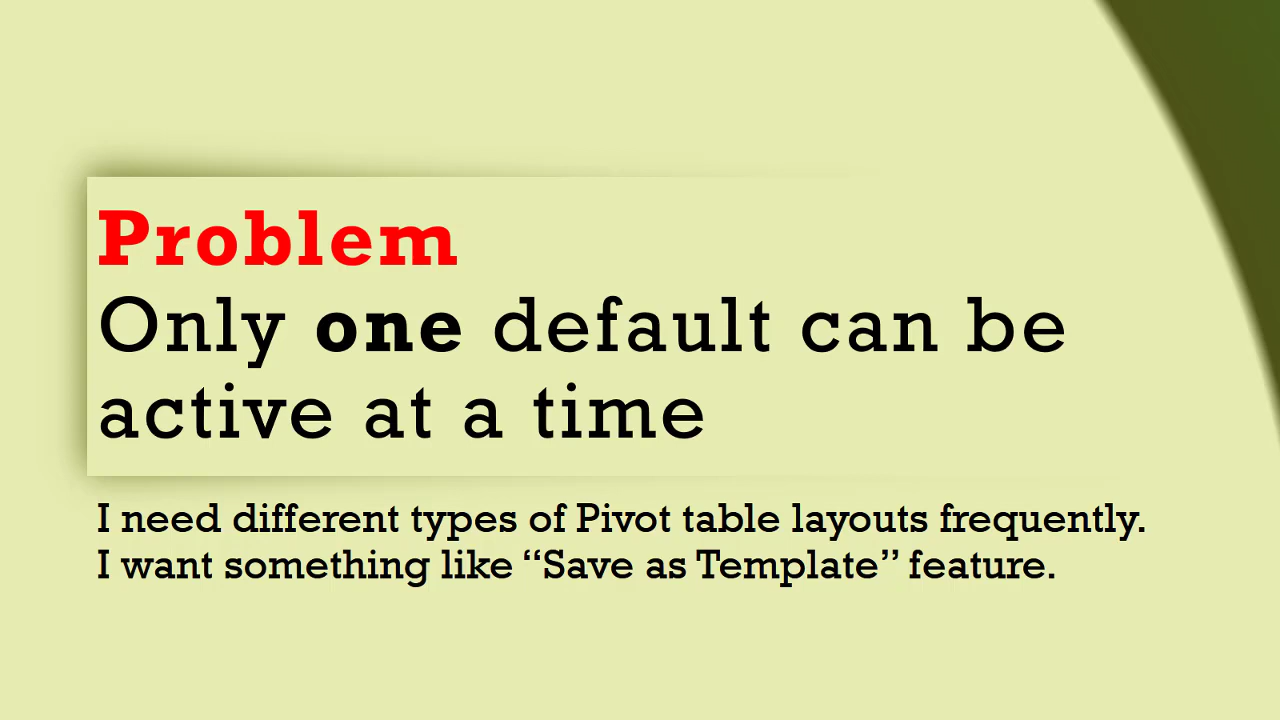 Problem
Only one default can be
active at a time
I need different types of Pivot table layouts frequently.
I want something like “Save as Template” feature.